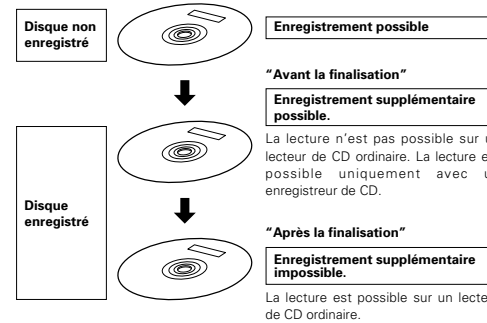 Disque non
enregistré
Enregistrement possible
“Avant la finalisation”
Enregistrement supplémentaire
possible.
La lecture n’est pas possible sur
lecteur de CD ordinaire. La lecture
possible uniquement avec
enregistreur de CD.
Disque
enregistré
“Après la finalisation”
Enregistrement supplémentaire
impossible.
La lecture est possible sur un
de CD ordinaire.